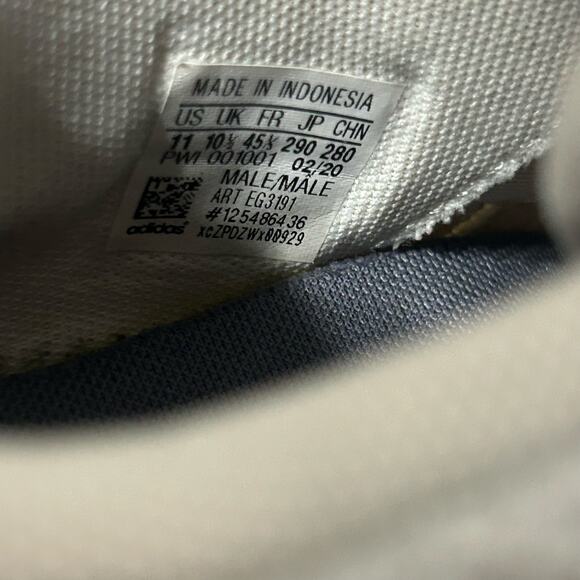 MADE IN INDONESIA
US UK FR JP CHN
11 10½ 45⅓ 290 280
PWI 001001 02/20
MALE/MÂLE
ART EG3191
#125486436
adidas xcZPDZWx00929